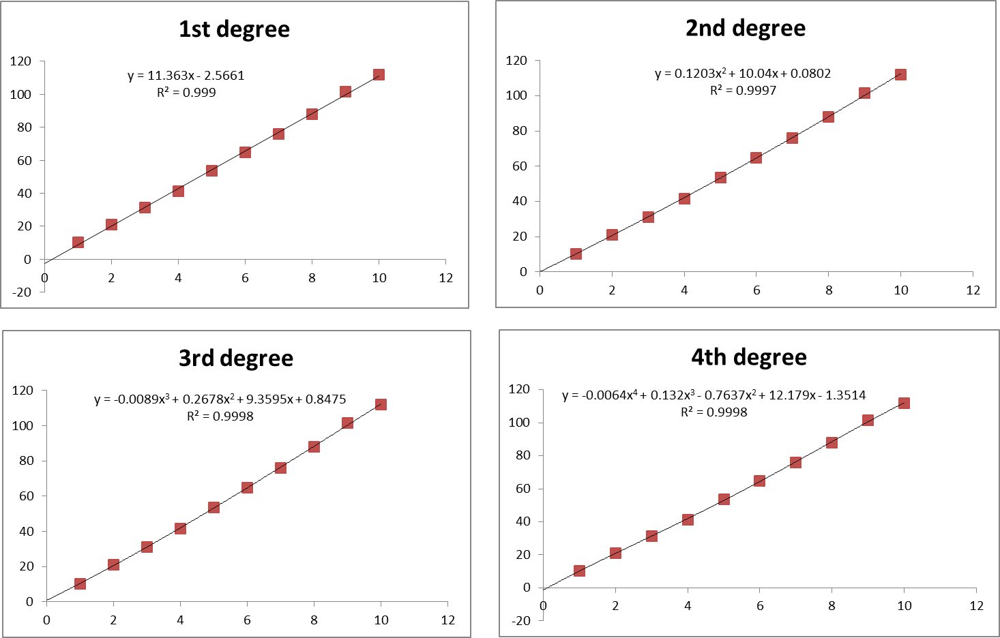 1st degree
y = 11.363x - 2.5661
R² = 0.999
120
100
80
60
40
20
0
-20
0 2 4 6 8 10 12
2nd degree
y = 0.1203x² + 10.04x + 0.0802
R² = 0.9997
120
100
80
60
40
20
0
0 2 4 6 8 10 12
3rd degree
y = -0.0089x³ + 0.2678x² + 9.3595x + 0.8475
R² = 0.9998
120
100
80
60
40
20
0
0 2 4 6 8 10 12
4th degree
y = -0.0064x⁴ + 0.132x³ - 0.7637x² + 12.179x - 1.3514
R² = 0.9998
120
100
80
60
40
20
0
-20
0 2 4 6 8 10 12